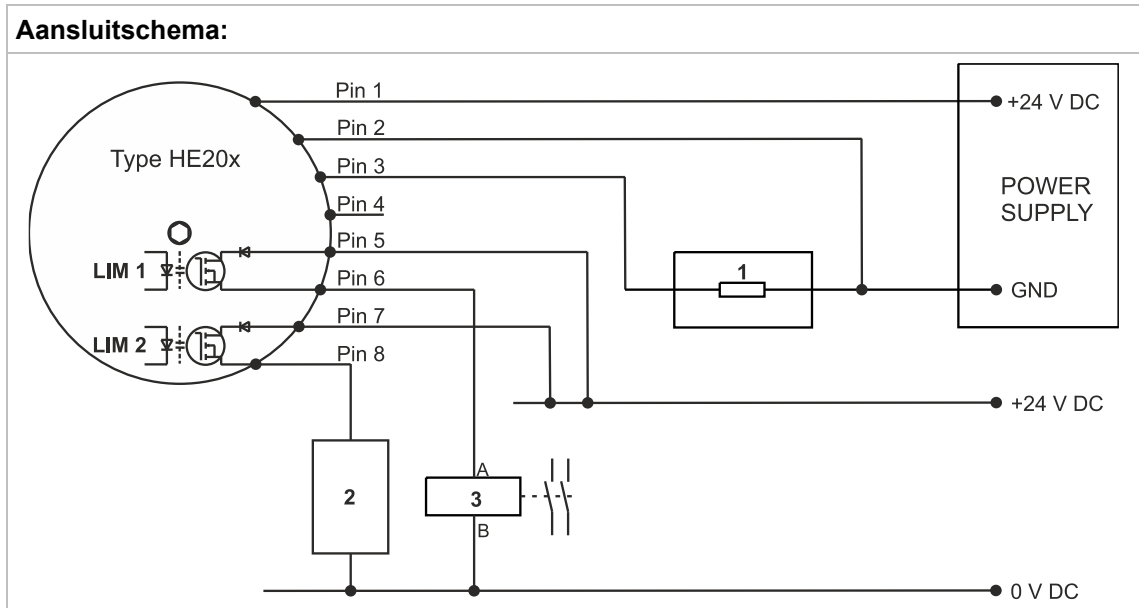 Aansluitschema:
Pin 1
+24 V DC
Pin 2
Type HE20x
Pin 3
POWER
SUPPLY
Pin 4
Pin 5
LIM 1
1
Pin 6
GND
Pin 7
LIM 2
Pin 8
+24 V DC
A
2
3
B
0 V DC